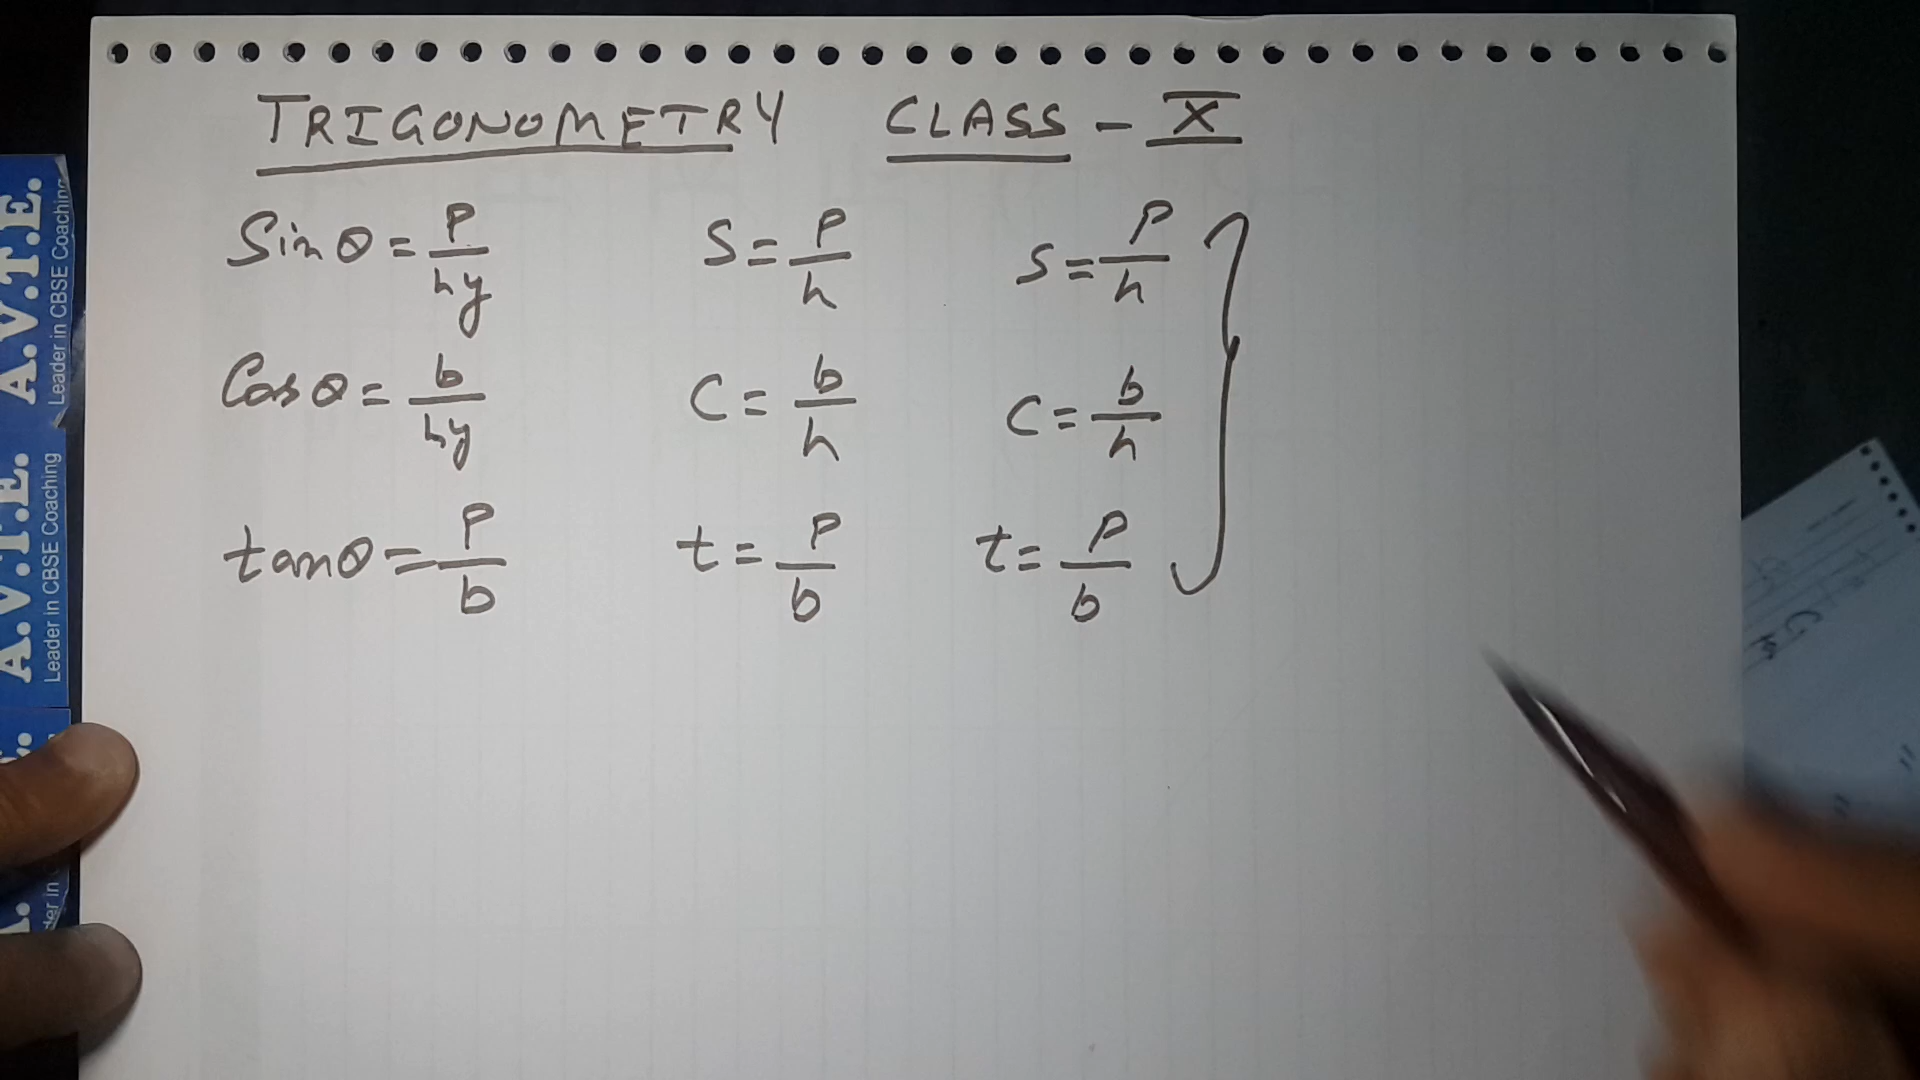 TRIGONOMETRY CLASS - X
Sin θ = P/hy S = P/h S = P/h
Cos θ = b/hy C = b/h C = b/h
tan θ = P/b t = P/b t = P/b
A.V.T.E.
Leader in CBSE Coaching
A.V.T.E.
Leader in CBSE Coaching